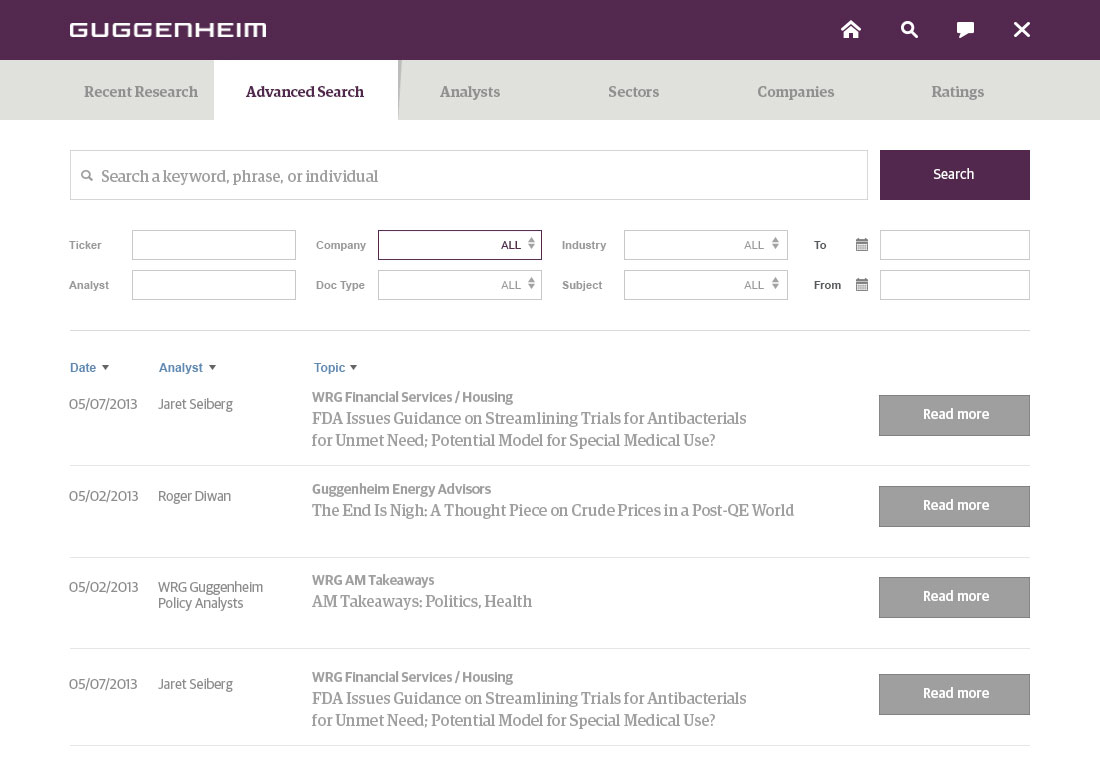 GUGGENHEIM
Recent Research Advanced Search Analysts Sectors Companies Ratings
Search a keyword, phrase, or individual Search
Ticker Company ALL Industry ALL To
Analyst Doc Type ALL Subject ALL From
Date Analyst Topic
WRG Financial Services / Housing
05/07/2013 Jaret Seiberg FDA Issues Guidance on Streamlining Trials for Antibacterials Read more
for Unmet Need; Potential Model for Special Medical Use?
Guggenheim Energy Advisors
05/02/2013 Roger Diwan The End Is Nigh: A Thought Piece on Crude Prices in a Post-QE World Read more
WRG AM Takeaways
05/02/2013 WRG Guggenheim AM Takeaways: Politics, Health Read more
Policy Analysts
WRG Financial Services / Housing
05/07/2013 Jaret Seiberg FDA Issues Guidance on Streamlining Trials for Antibacterials Read more
for Unmet Need; Potential Model for Special Medical Use?